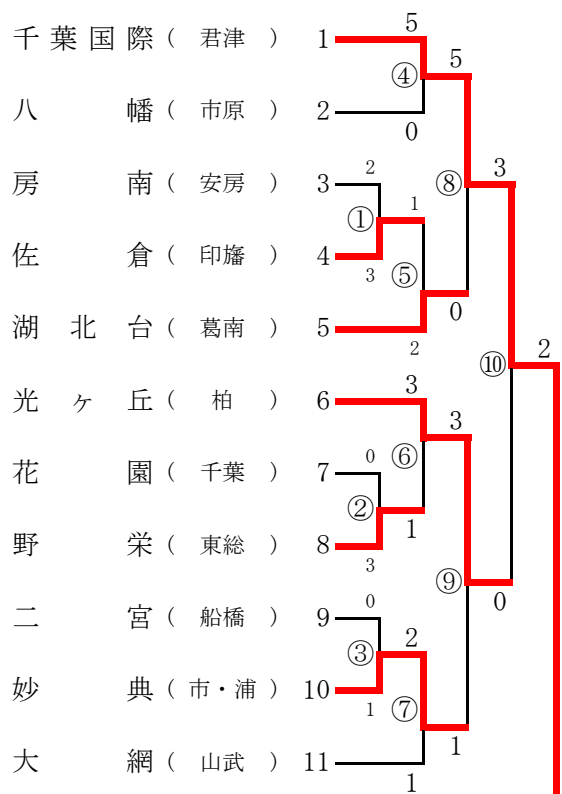 5
千葉国際（ 君津 ） 1
5
④
八幡（ 市原 ） 2
0
3
2
房南（ 安房 ） 3
⑧
1
①
佐倉（ 印旛 ） 4
3
⑤
0
湖北台（ 葛南 ） 5
2
2
⑩
3
光ヶ丘（ 柏 ） 6
3
⑥
0
花園（ 千葉 ） 7
②
1
野栄（ 東総 ） 8
3
⑨
0
0
二宮（ 船橋 ） 9
2
③
妙典（ 市・浦 ） 10
1
⑦
1
大網（ 山武 ） 11
1